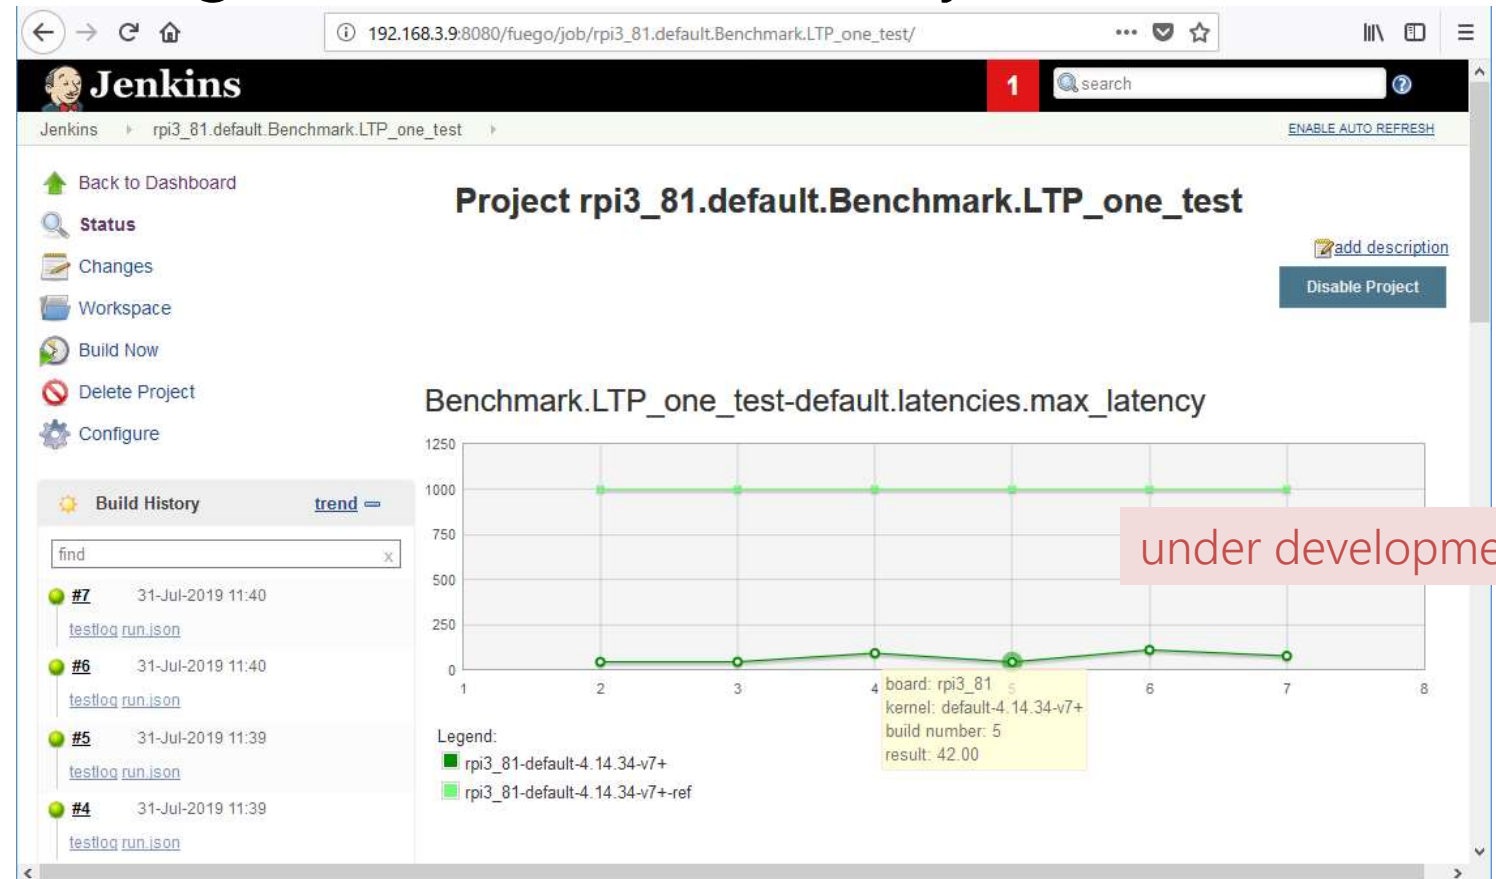 192.168.3.9:8080/fuego/job/rpi3_81.default.Benchmark.LTP_one_test/
Jenkins
1
search
Jenkins
rpi3_81.default.Benchmark.LTP_one_test
ENABLE AUTO REFRESH
Back to Dashboard
Status
Changes
Workspace
Build Now
Delete Project
Configure
Project rpi3_81.default.Benchmark.LTP_one_test
add description
Disable Project
Build History
trend
find
x
#7 31-Jul-2019 11:40
testlog run.json
#6 31-Jul-2019 11:40
testlog run.json
#5 31-Jul-2019 11:39
testlog run.json
#4 31-Jul-2019 11:39
testlog run.json
Benchmark.LTP_one_test-default.latencies.max_latency
1250
1000
750
500
250
0
1 2 3 4 5 6 7 8
under developme
board: rpi3_81
kernel: default-4.14.34-v7+
build number: 5
result: 42.00
Legend:
rpi3_81-default-4.14.34-v7+
rpi3_81-default-4.14.34-v7+-ref